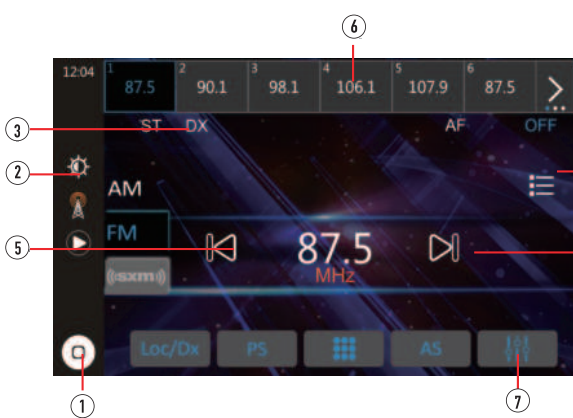 6
12:04
1 2 3 4 5 6
87.5 90.1 98.1 106.1 107.9 87.5
3 ST DX AF OFF
2
AM
FM
5 87.5
MHz
((sxm))
Loc/Dx PS AS
1 7